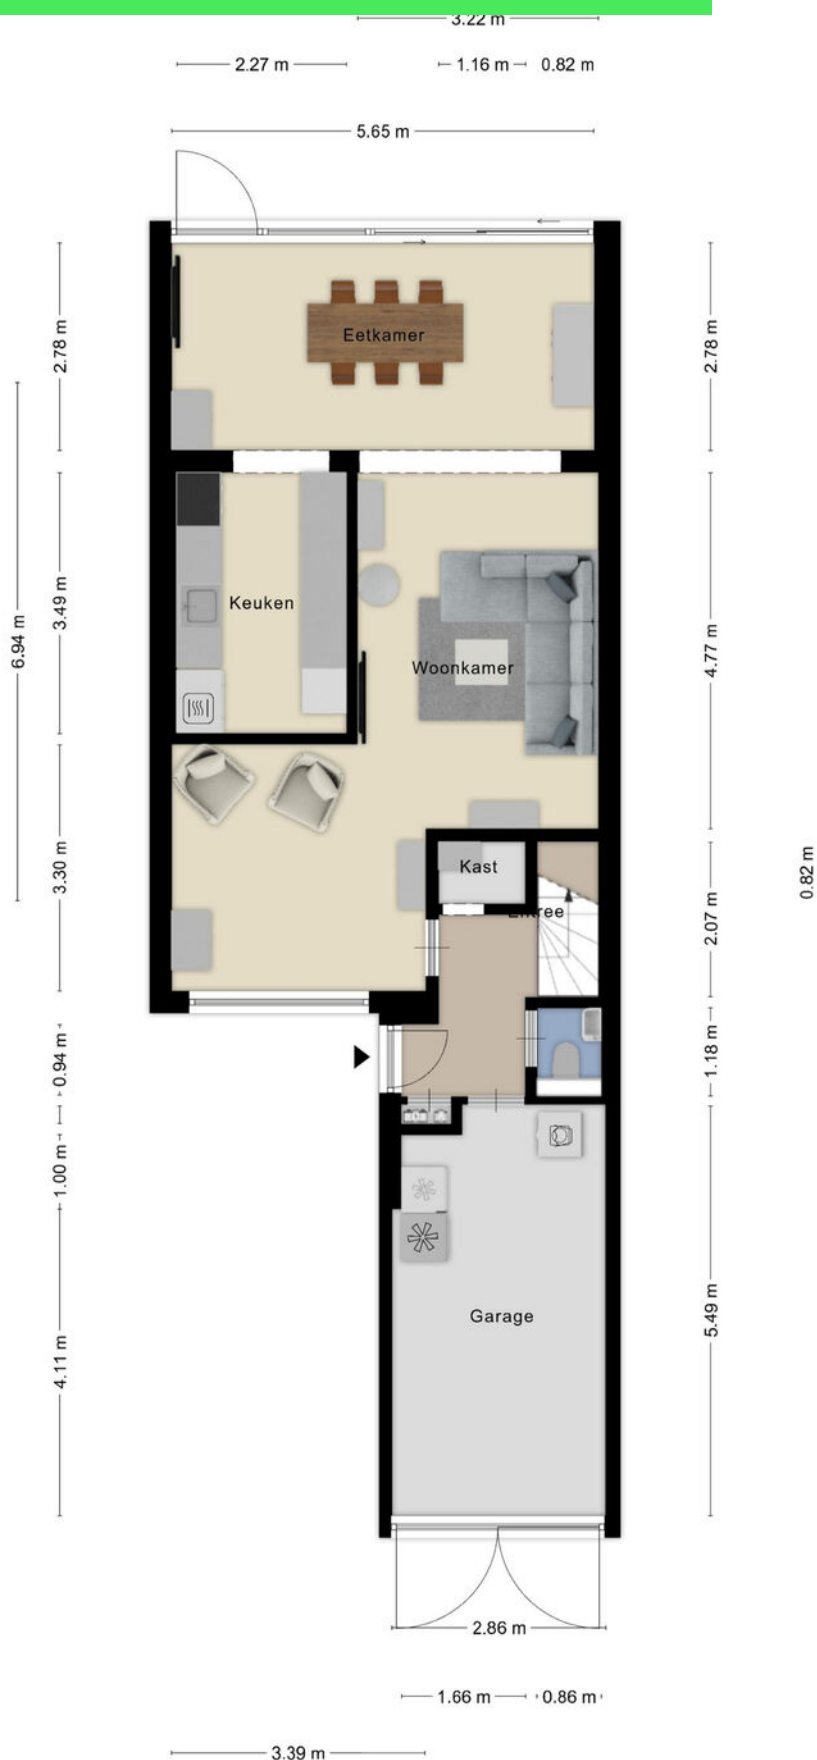 3.22 m
2.27 m
1.16 m
0.82 m
5.65 m
2.78 m
2.78 m
Eetkamer
3.49 m
Keuken
6.94 m
4.77 m
Woonkamer
3.30 m
Kast
0.82 m
Entree
2.07 m
0.94 m
1.18 m
1.00 m
5.49 m
Garage
4.11 m
2.86 m
1.66 m
0.86 m
3.39 m